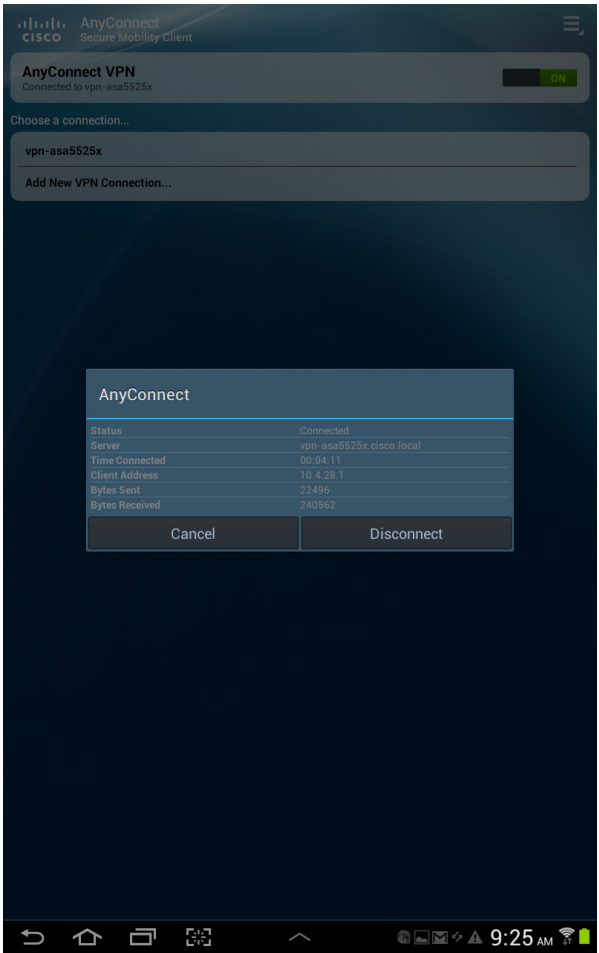 CISCO
AnyConnect
Secure Mobility Client
AnyConnect VPN
Connected to vpn-asa5525x
ON
Choose a connection...
vpn-asa5525x
Add New VPN Connection...
AnyConnect
Status Connected
Server vpn-asa5525x.cisco.local
Time Connected 00:04:11
Client Address 10.4.28.1
Bytes Sent 22496
Bytes Received 240562
Cancel Disconnect
9:25 AM